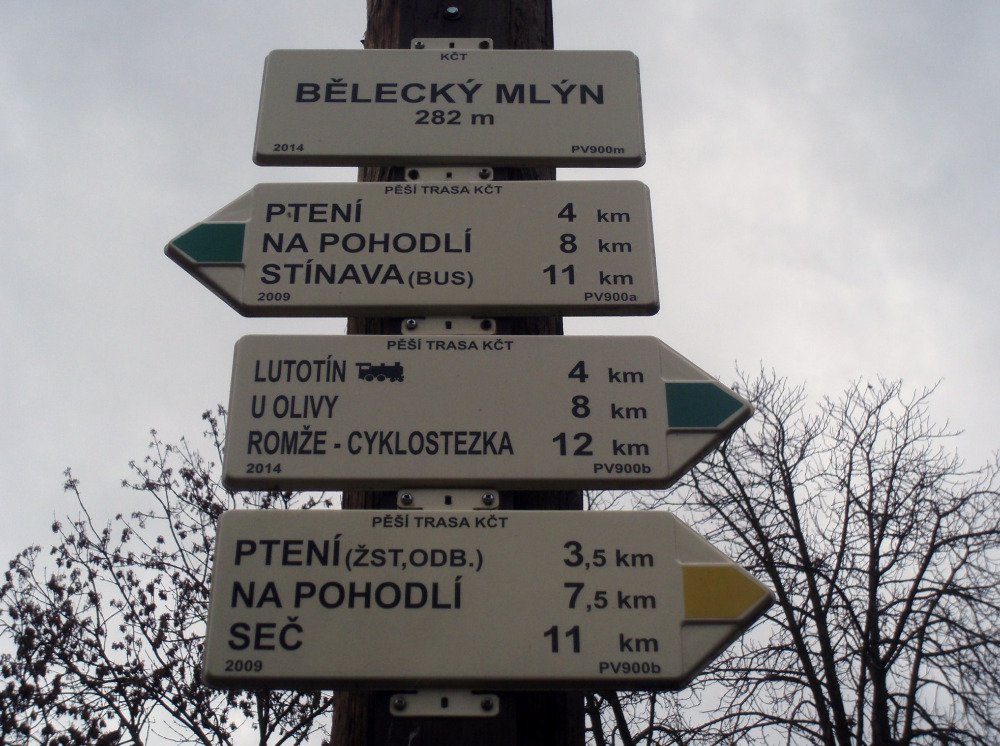 KČT
BĚLECKÝ MLÝN
282 m
2014 PV900m
PĚŠÍ TRASA KČT
PTENÍ 4 km
NA POHODLÍ 8 km
STÍNAVA (BUS) 11 km
2009 PV900a
PĚŠÍ TRASA KČT
LUTOTÍN 4 km
U OLIVY 8 km
ROMŽE - CYKLOSTEZKA 12 km
2014 PV900b
PĚŠÍ TRASA KČT
PTENÍ (ŽST,ODB.) 3,5 km
NA POHODLÍ 7,5 km
SEČ 11 km
2009 PV900b